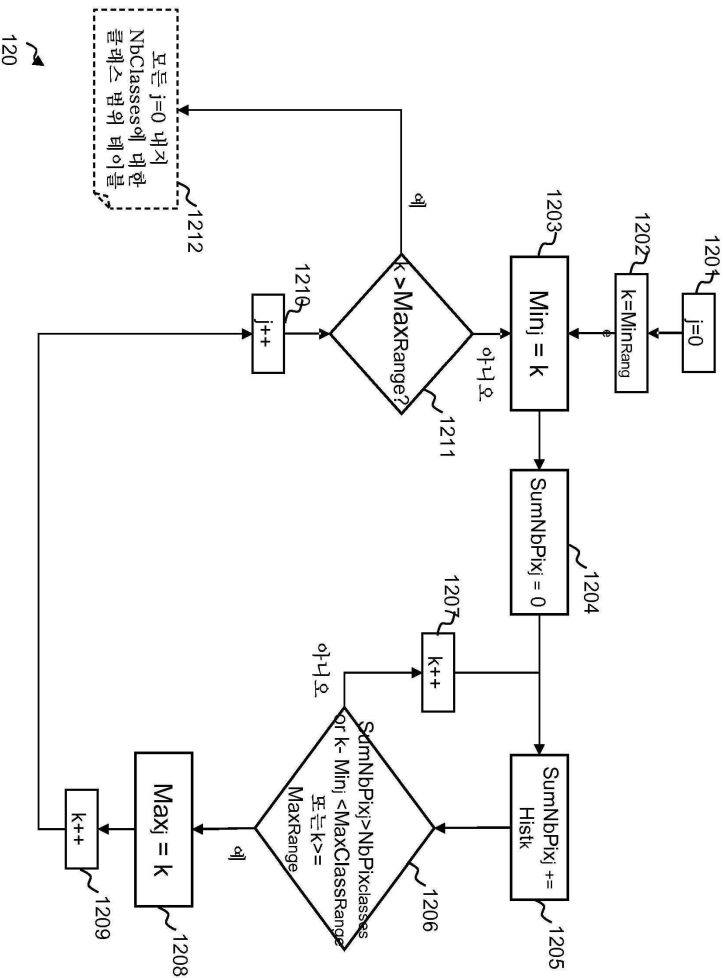 1201
j=0
1202
k=MinRang
e
1203
Minj = k
1204
SumNbPixj = 0
1205
SumNbPixj +=
Histk
1206
SumNbPixj>NbPixclasses
or k- Minj <MaxClassRange
또는k>=
MaxRange
아니오
1207
k++
예
1208
Maxj = k
1209
k++
1210
j++
1211
k >MaxRange?
아니오
예
1212
모든 j=0 내지
NbClasses에 대한
클래스 범위 테이블
120